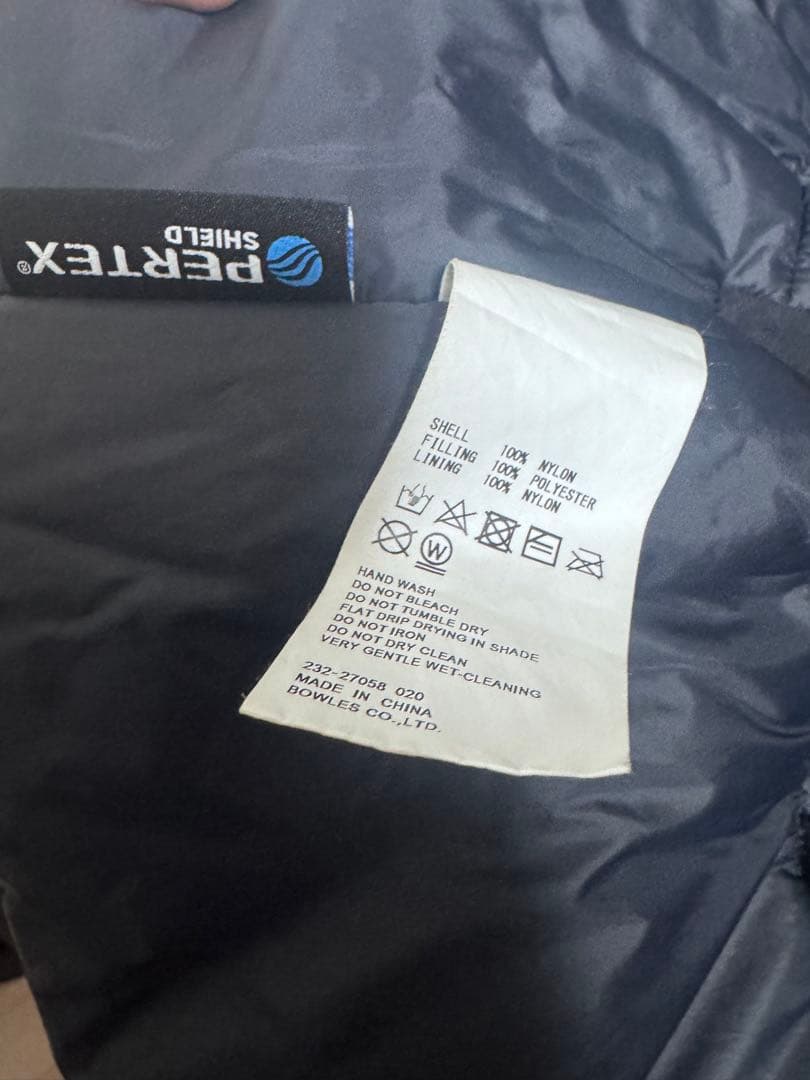 PERTEX®
SHIELD
SHELL 100% NYLON
FILLING 100% POLYESTER
LINING 100% NYLON
W
HAND WASH
DO NOT BLEACH
DO NOT TUMBLE DRY
FLAT DRIP DRYING IN SHADE
DO NOT IRON
DO NOT DRY CLEAN
VERY GENTLE WET-CLEANING
232-27058 020
MADE IN CHINA
BOWLES CO.,LTD.